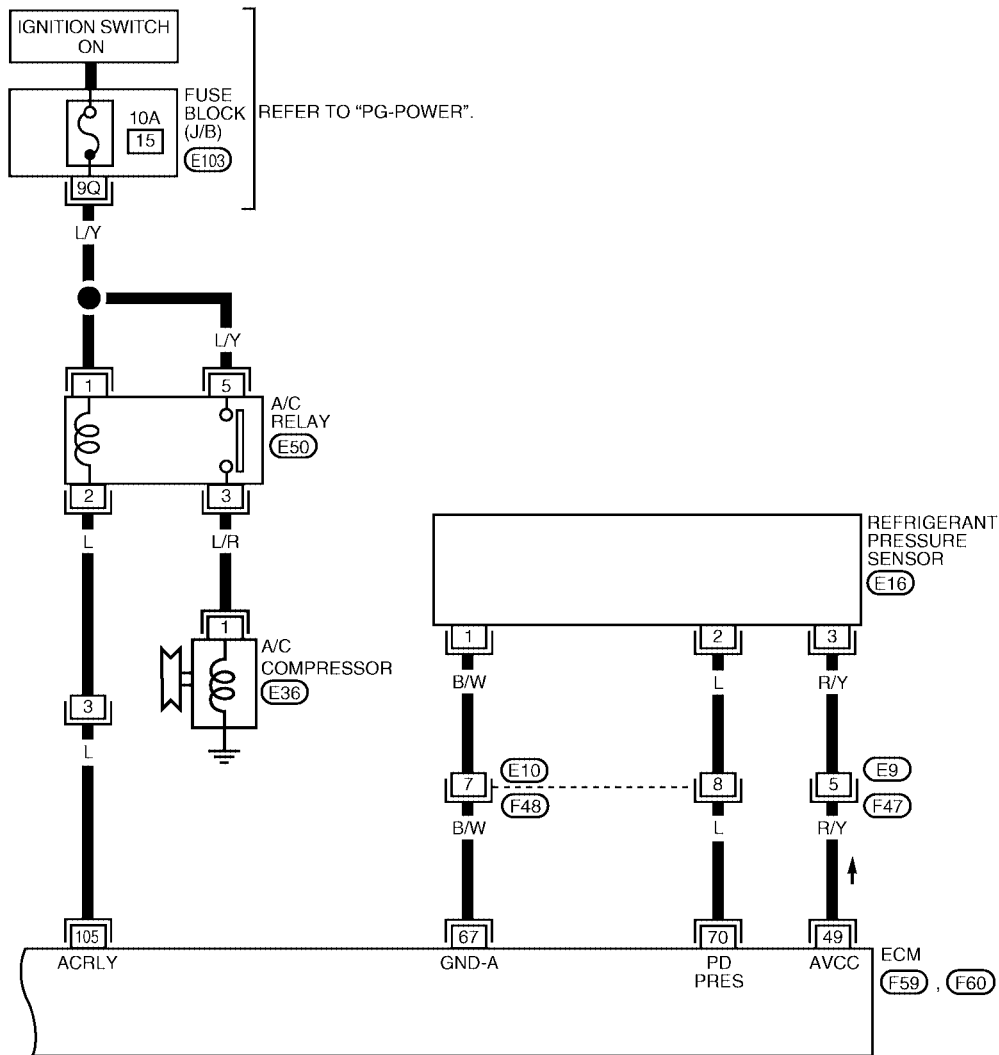 IGNITION SWITCH
ON
FUSE
BLOCK
(J/B)
E103
10A
15
REFER TO “PG-POWER”.
9Q
L/Y
L/Y
1
5
A/C
RELAY
E50
2
3
L
L/R
1
A/C
COMPRESSOR
E36
3
L
REFRIGERANT
PRESSURE
SENSOR
E16
1
2
3
B/W
L
R/Y
7
E10
F48
8
5
E9
F47
B/W
L
R/Y
105
67
70
49
ACRLY
GND-A
PD
PRES
AVCC
ECM
F59 , F60